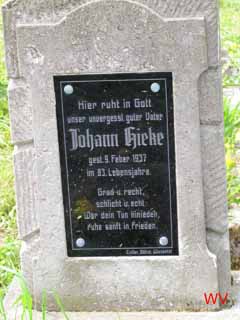 Hier ruht in Gott
unser unvergessl. guter Vater
Johann Hieke
gest. 9. Feber 1937
im 83. Lebensjahre.
Grad u. recht,
schlicht u. echt
War dein Tun hinieden,
ruhe sanft in Frieden.
WV